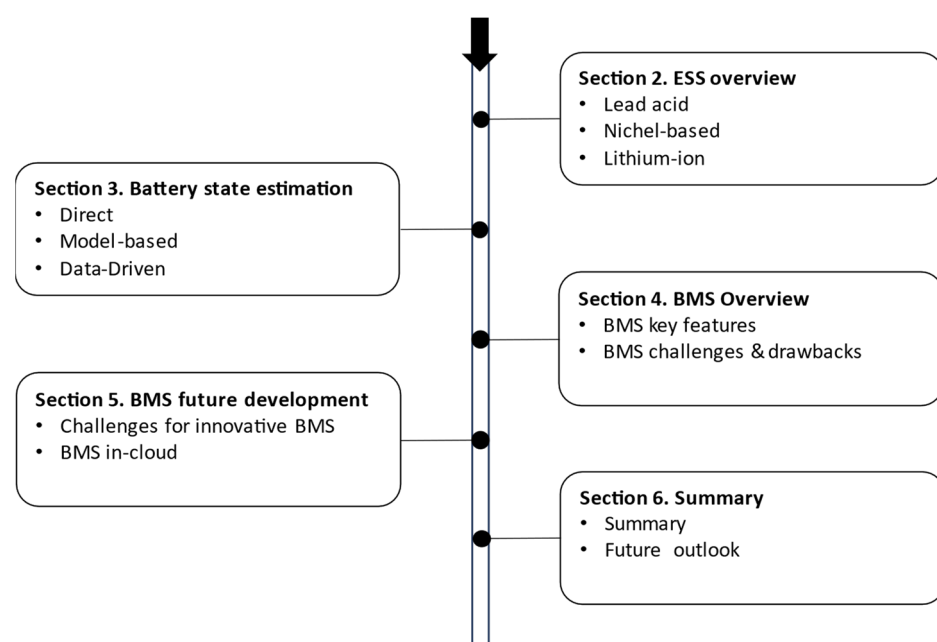 Section 2. ESS overview
• Lead acid
• Nichel-based
• Lithium-ion
Section 3. Battery state estimation
• Direct
• Model-based
• Data-Driven
Section 4. BMS Overview
• BMS key features
• BMS challenges & drawbacks
Section 5. BMS future development
• Challenges for innovative BMS
• BMS in-cloud
Section 6. Summary
• Summary
• Future outlook